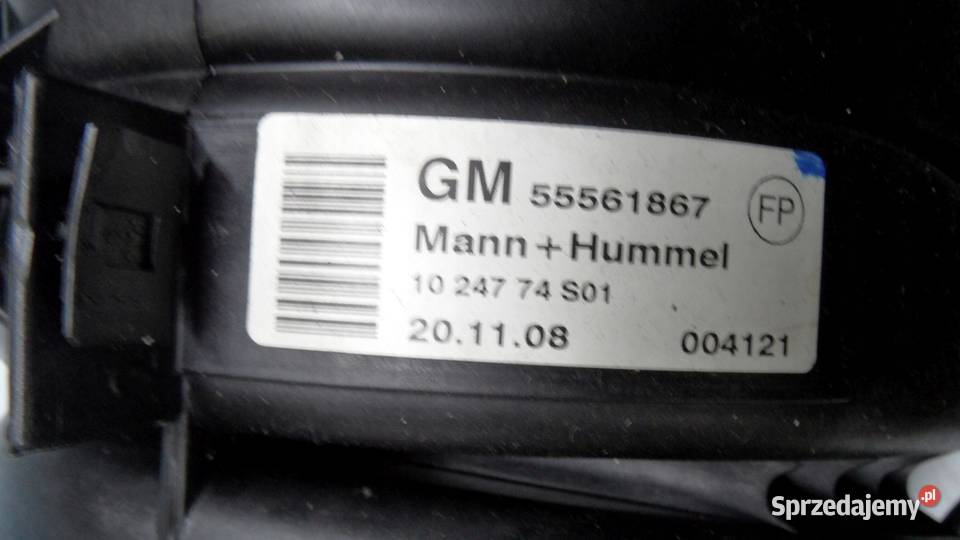 GM 55561867 FP
Mann+Hummel
10 247 74 S01
20.11.08 004121
Sprzedajemy.pl